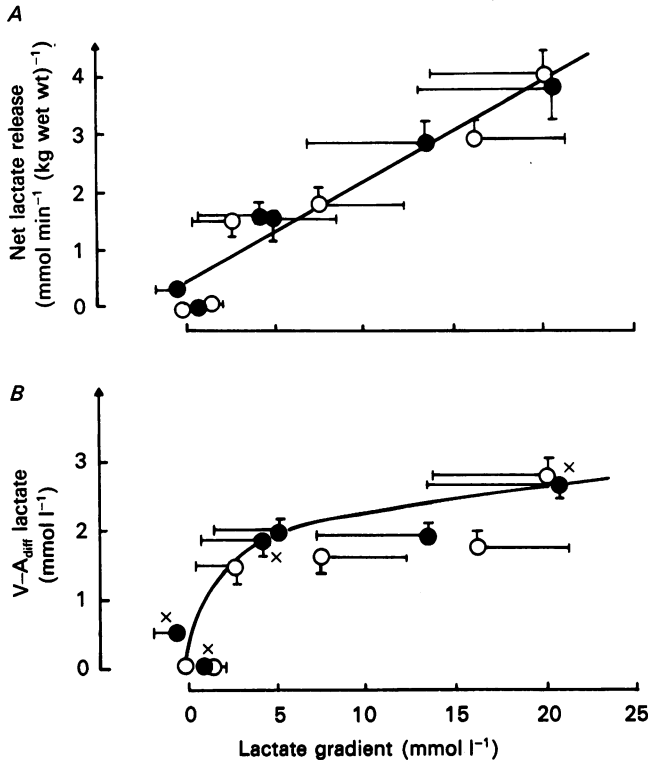 A
Net lactate release
(mmol min⁻¹ (kg wet wt)⁻¹)
4
3
2
1
0
B
V–A_diff lactate
(mmol l⁻¹)
3
2
1
0
0 5 10 15 20 25
Lactate gradient (mmol l⁻¹)